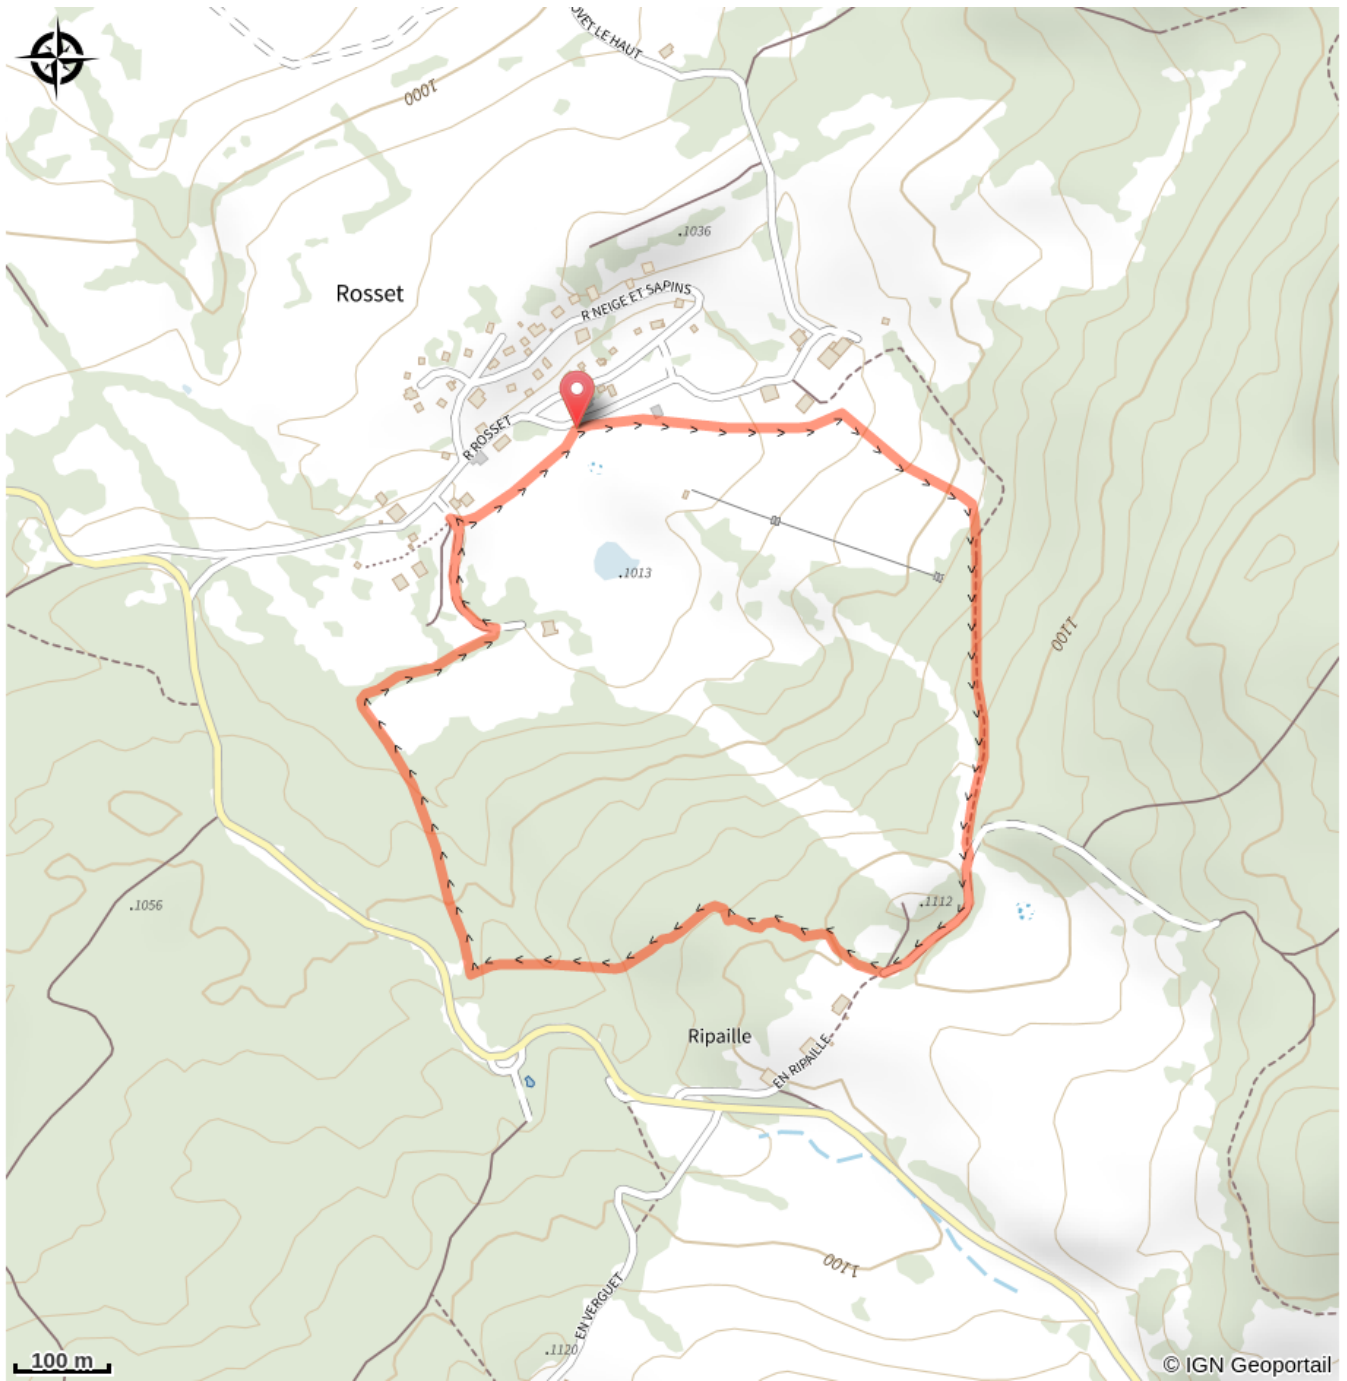 OVET LE HAUT
1000
.1036
Rosset
R NEIGE ET SAPINS
R ROSSET
.1013
1100
.1112
.1056
Ripaille
EN RIPAILLE
1100
EN VERGUET
.1120
100 m
© IGN Geoportail